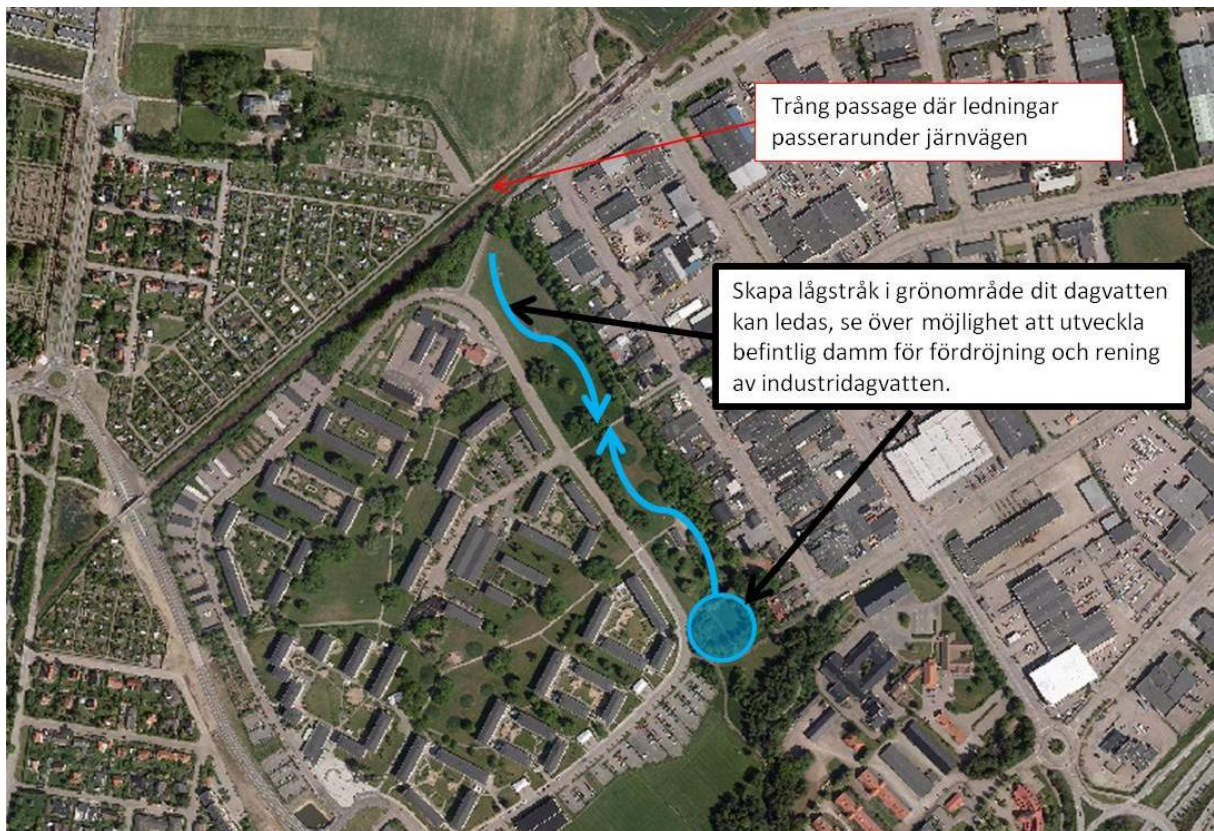 Trång passage där ledningar
passerarunder järnvägen
Skapa lågstråk i grönområde dit dagvatten
kan ledas, se över möjlighet att utveckla
befintlig damm för fördröjning och rening
av industridagvatten.